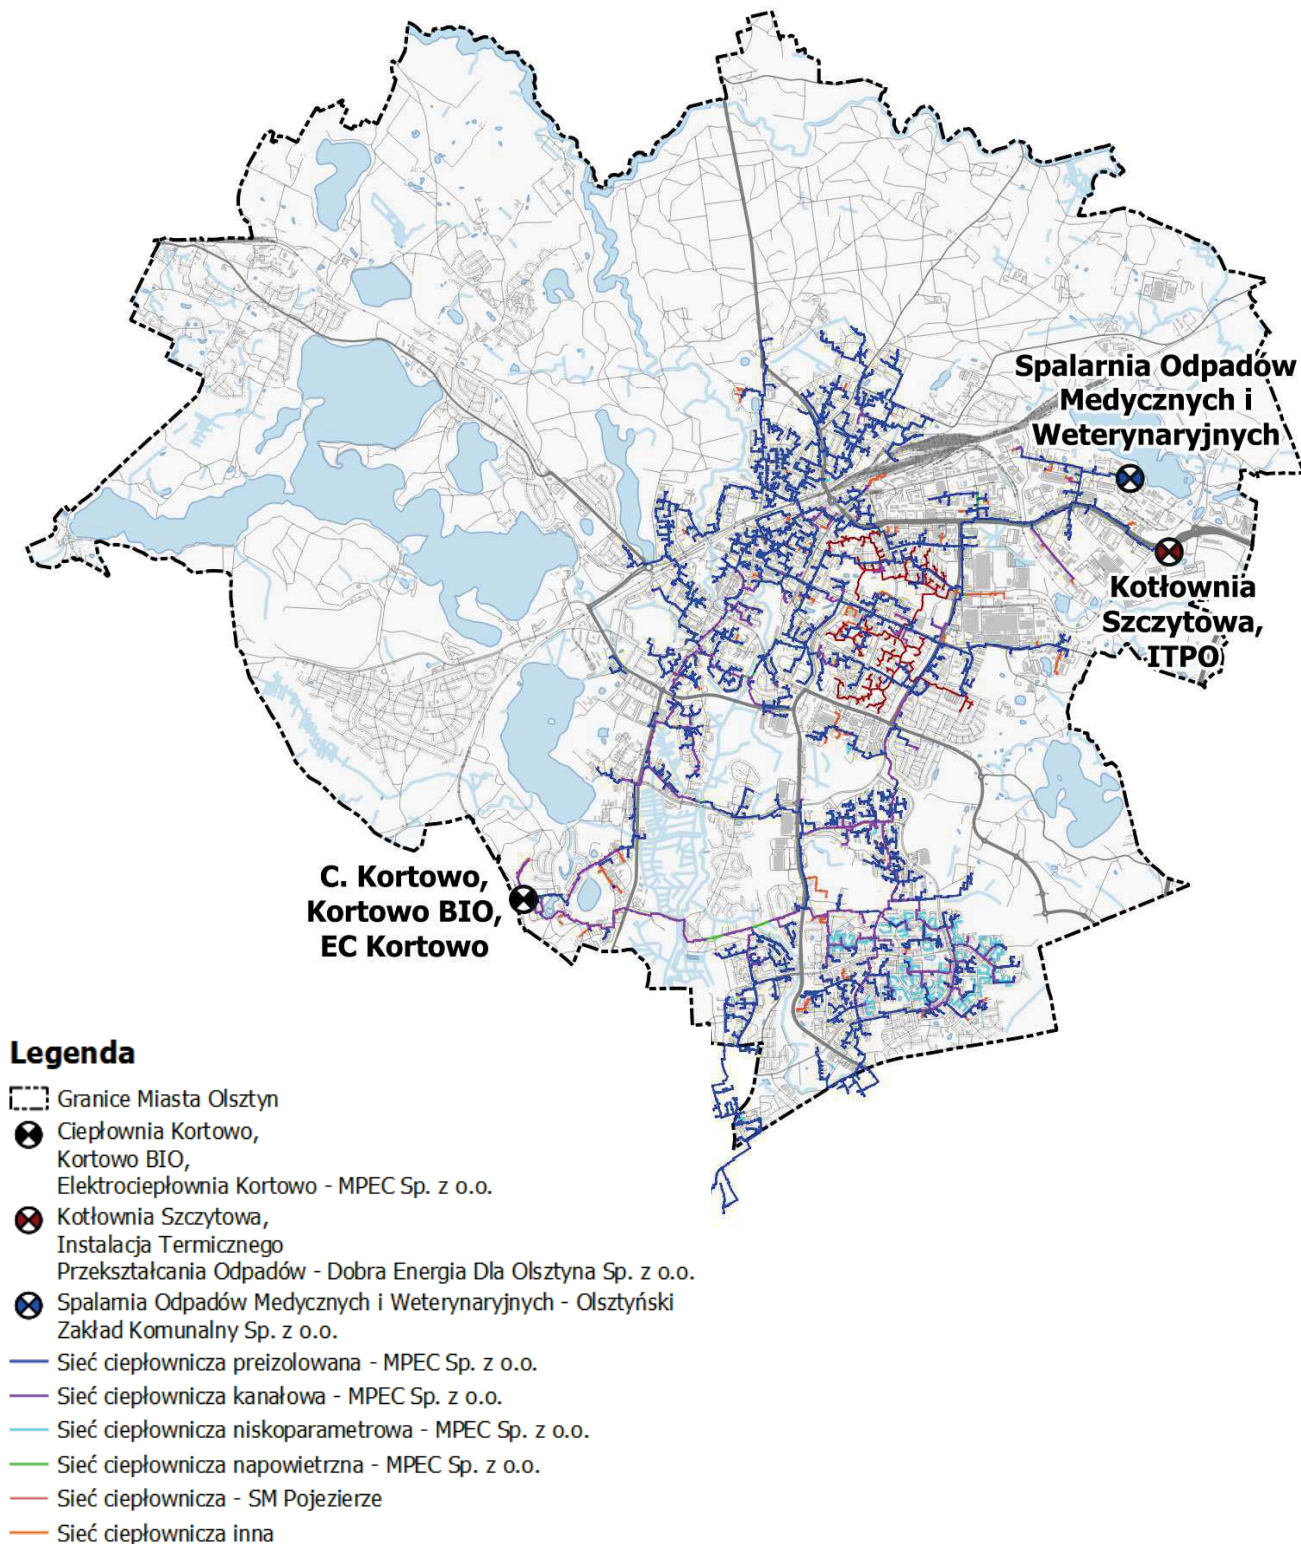 Spalarnia Odpadów
Medycznych i
Weterynaryjnych
Kotłownia
Szczytowa,
ITPO
C. Kortowo,
Kortowo BIO,
EC Kortowo
Legenda
Granice Miasta Olsztyn
Ciepłownia Kortowo,
Kortowo BIO,
Elektrociepłownia Kortowo - MPEC Sp. z o.o.
Kotłownia Szczytowa,
Instalacja Termicznego
Przekształcania Odpadów - Dobra Energia Dla Olsztyna Sp. z o.o.
Spalarnia Odpadów Medycznych i Weterynaryjnych - Olsztyński
Zakład Komunalny Sp. z o.o.
Sieć ciepłownicza preizolowana - MPEC Sp. z o.o.
Sieć ciepłownicza kanałowa - MPEC Sp. z o.o.
Sieć ciepłownicza niskoparametrowa - MPEC Sp. z o.o.
Sieć ciepłownicza napowietrzna - MPEC Sp. z o.o.
Sieć ciepłownicza - SM Pojezierze
Sieć ciepłownicza inna